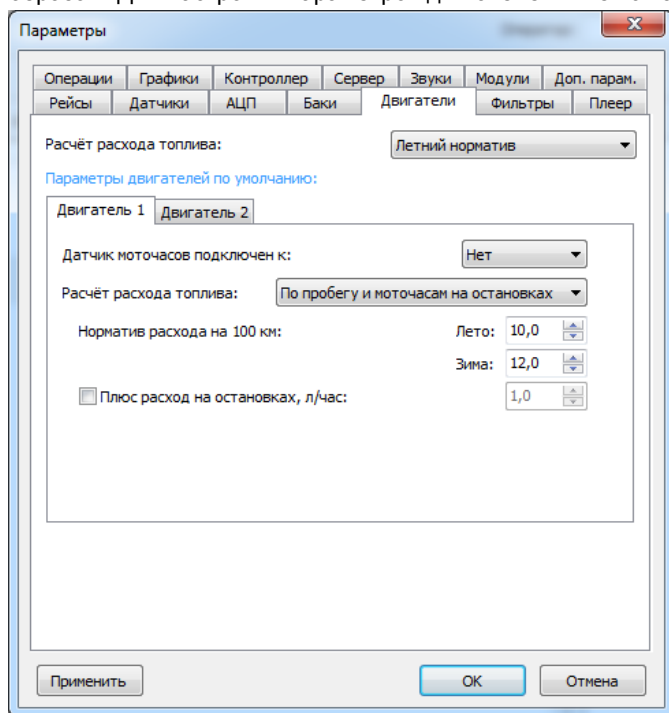 Параметры
Операции Графики Контроллер Сервер Звуки Модули Доп. парам.
Рейсы Датчики АЦП Баки Двигатели Фильтры Плеер
Расчёт расхода топлива: Летний норматив
Параметры двигателей по умолчанию:
Двигатель 1 Двигатель 2
Датчик моточасов подключен к: Нет
Расчёт расхода топлива: По пробегу и моточасам на остановках
Норматив расхода на 100 км: Лето: 10,0
Зима: 12,0
Плюс расход на остановках, л/час: 1,0
Применить ОК Отмена